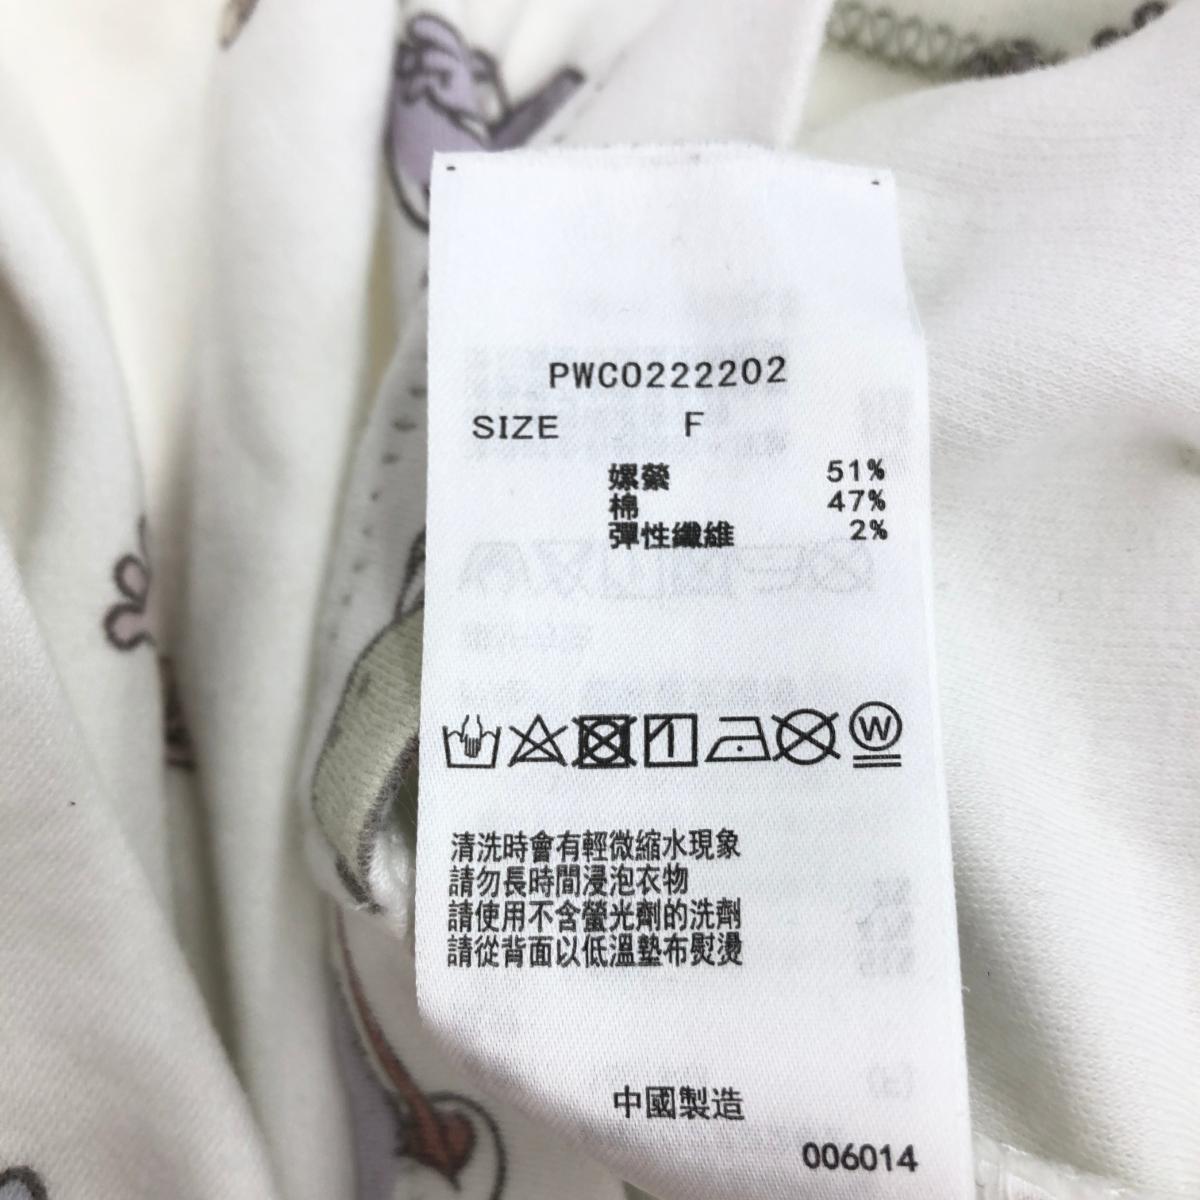 PWC0222202
SIZE F
嫘縈 51%
棉 47%
彈性纖維 2%
W
清洗時會有輕微縮水現象
請勿長時間浸泡衣物
請使用不含螢光劑的洗劑
請從背面以低溫墊布熨燙
中國製造
006014